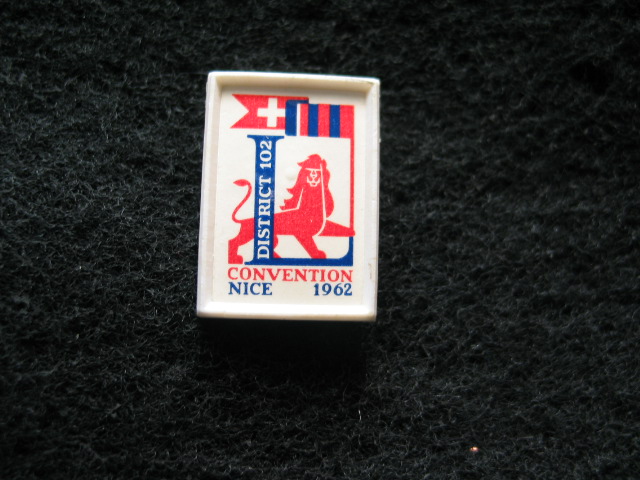 L
DISTRICT 102
CONVENTION
NICE 1962